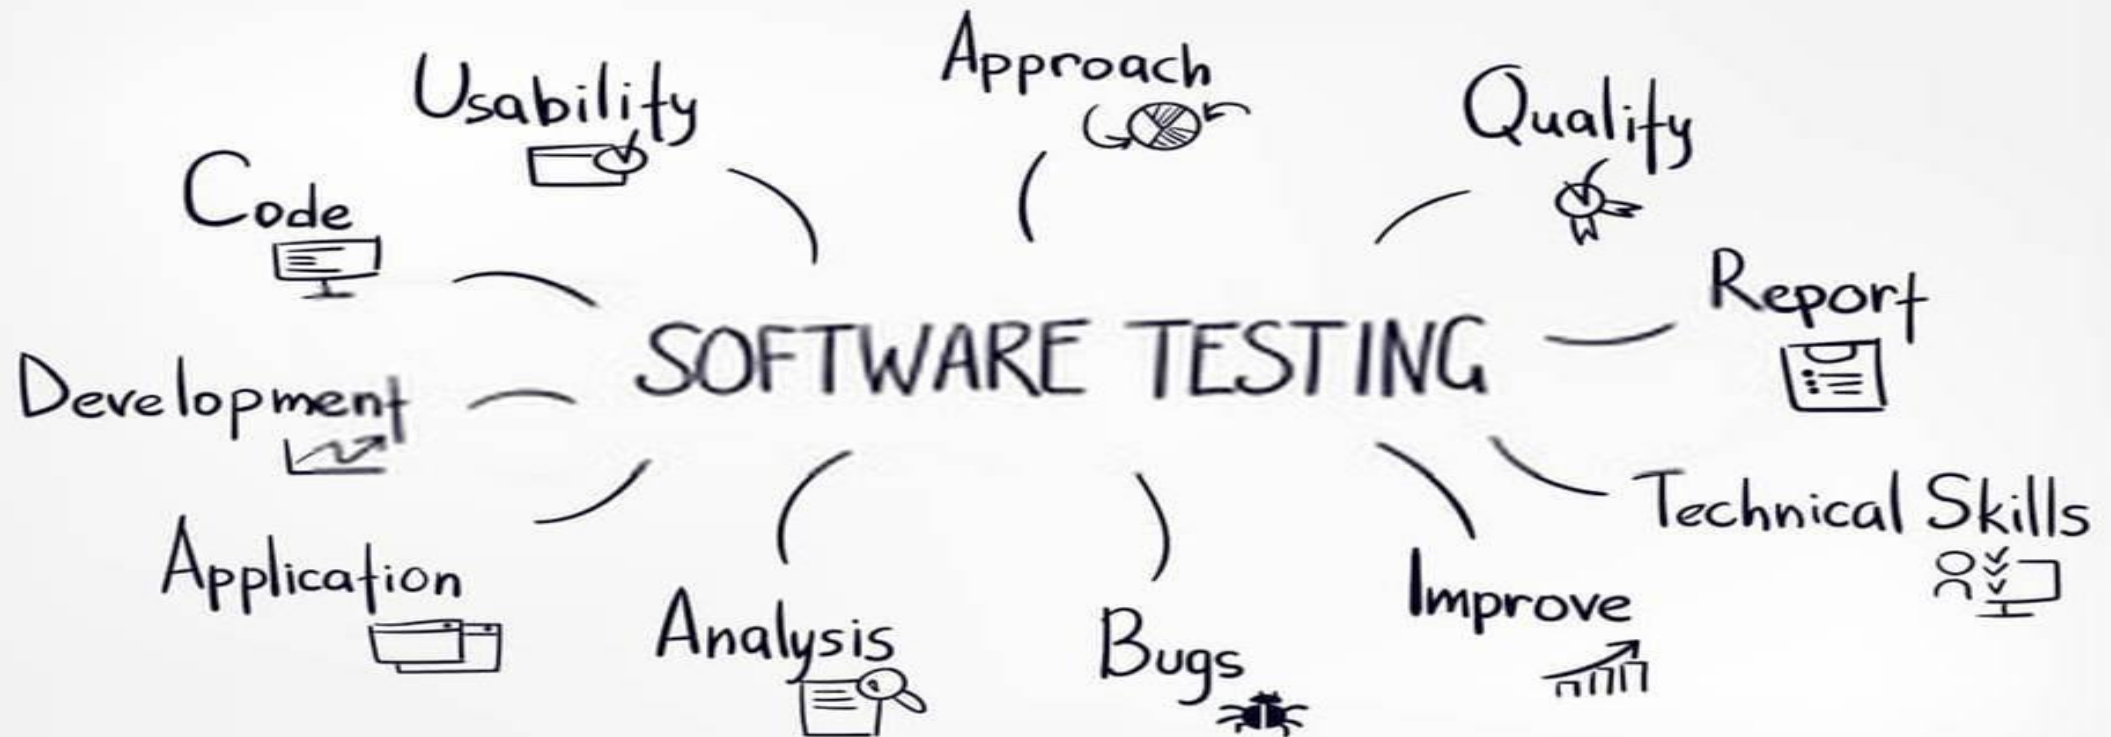 Approach
Usability
Quality
Code
Report
SOFTWARE TESTING
Development
Technical Skills
Application
Improve
Analysis
Bugs